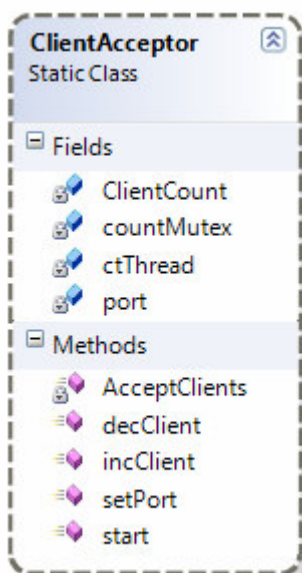 ClientAcceptor
Static Class
Fields
ClientCount
countMutex
ctThread
port
Methods
AcceptClients
decClient
incClient
setPort
start